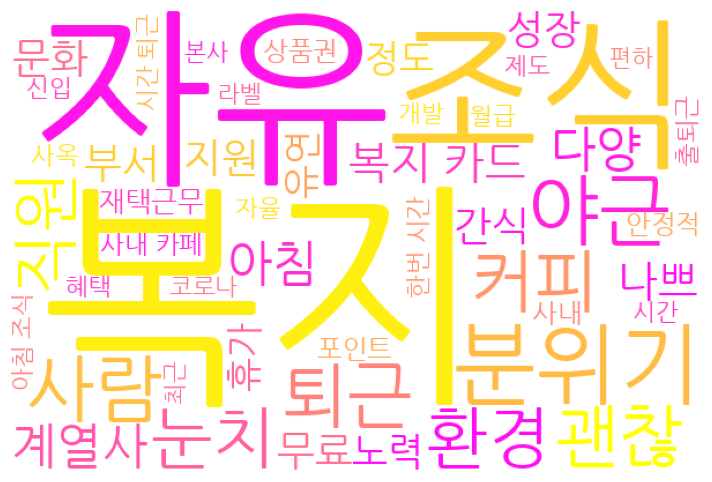 자유
조식
성장
문화
시간 퇴근
본사
상품권
정도
제도
편하
신입
라벨
개발
월급
출퇴근
사옥
부서
지원
유연
복지 카드
다양
직원
재택근무
자율
한번 시간
간식
야근
안정적
사내 카페
아침
복지
혜택
코로나
커피
사내
나쁘
시간
아침 조식
사람
최근
휴가
포인트
퇴근
분위기
계열사
눈치
무료
노력
환경
괜찮